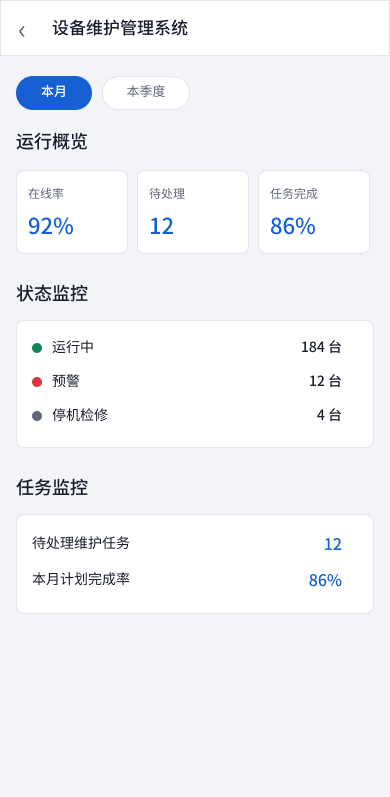 设备维护管理系统
本月 本季度
运行概览
在线率 待处理 任务完成
92% 12 86%
状态监控
运行中 184 台
预警 12 台
停机检修 4 台
任务监控
待处理维护任务 12
本月计划完成率 86%